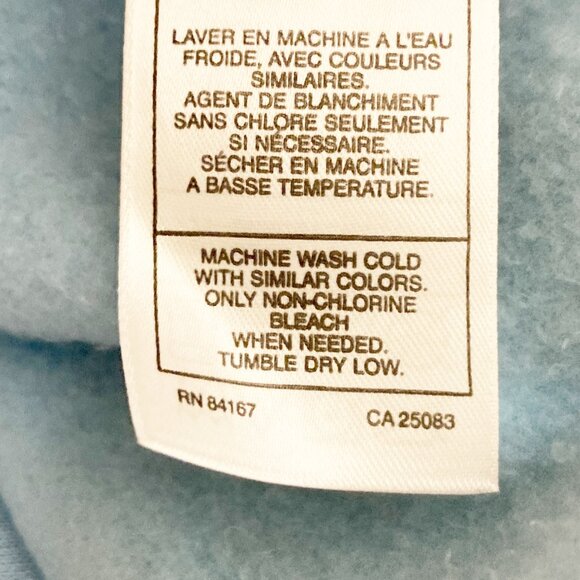 LAVER EN MACHINE A L'EAU
FROIDE, AVEC COULEURS
SIMILAIRES.
AGENT DE BLANCHIMENT
SANS CHLORE SEULEMENT
SI NÉCESSAIRE.
SÉCHER EN MACHINE
A BASSE TEMPERATURE.
MACHINE WASH COLD
WITH SIMILAR COLORS.
ONLY NON-CHLORINE
BLEACH
WHEN NEEDED.
TUMBLE DRY LOW.
RN 84167 CA 25083